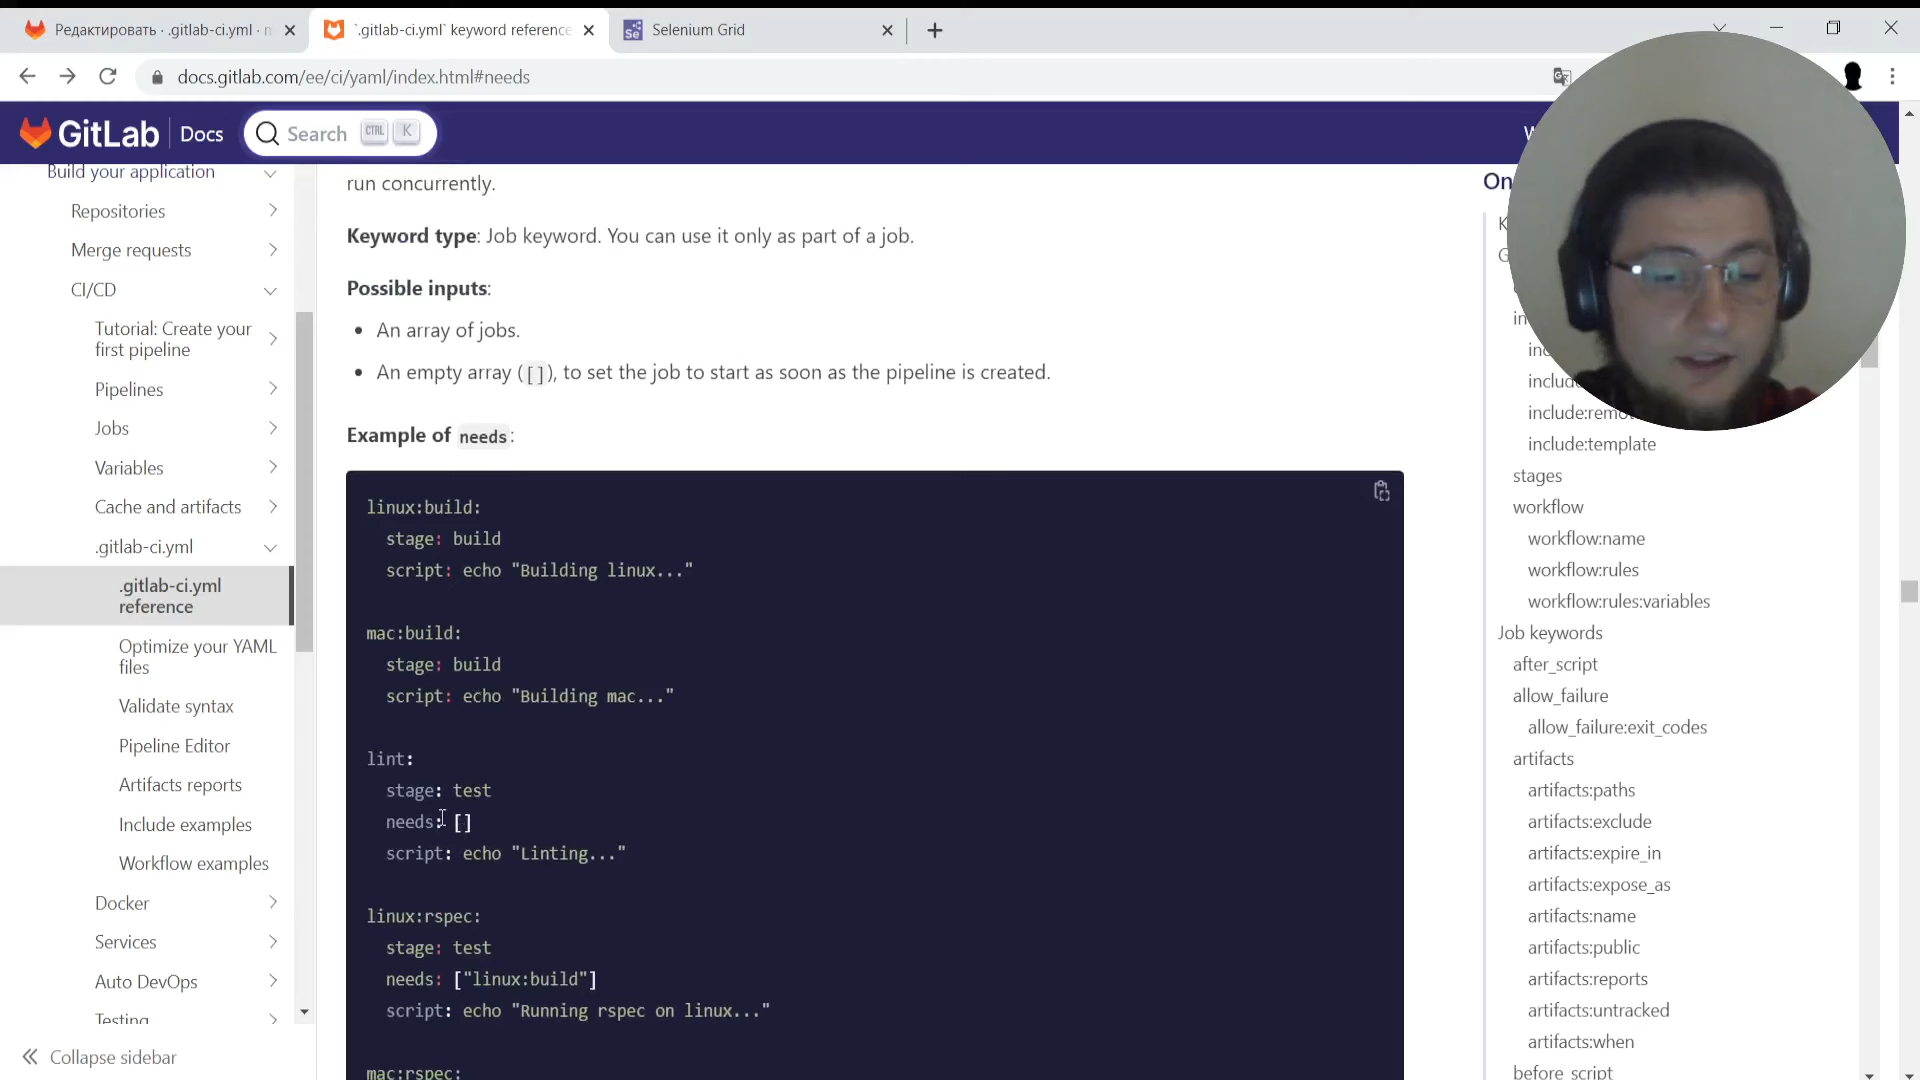 Редактировать · .gitlab-ci.yml ·
`.gitlab-ci.yml` keyword reference
Selenium Grid
docs.gitlab.com/ee/ci/yaml/index.html#needs
GitLab Docs
Search CTRL K
Build your application
Repositories
Merge requests
CI/CD
Tutorial: Create your
first pipeline
Pipelines
Jobs
Variables
Cache and artifacts
.gitlab-ci.yml
.gitlab-ci.yml
reference
Optimize your YAML
files
Validate syntax
Pipeline Editor
Artifacts reports
Include examples
Workflow examples
Docker
Services
Auto DevOps
Testing
Collapse sidebar
run concurrently.
Keyword type: Job keyword. You can use it only as part of a job.
Possible inputs:
• An array of jobs.
• An empty array ([]), to set the job to start as soon as the pipeline is created.
Example of needs:
linux:build:
stage: build
script: echo "Building linux..."
mac:build:
stage: build
script: echo "Building mac..."
lint:
stage: test
needs: []
script: echo "Linting..."
linux:rspec:
stage: test
needs: ["linux:build"]
script: echo "Running rspec on linux..."
mac:rspec:
On
include:template
stages
workflow
workflow:name
workflow:rules
workflow:rules:variables
Job keywords
after_script
allow_failure
allow_failure:exit_codes
artifacts
artifacts:paths
artifacts:exclude
artifacts:expire_in
artifacts:expose_as
artifacts:name
artifacts:public
artifacts:reports
artifacts:untracked
artifacts:when
before_script